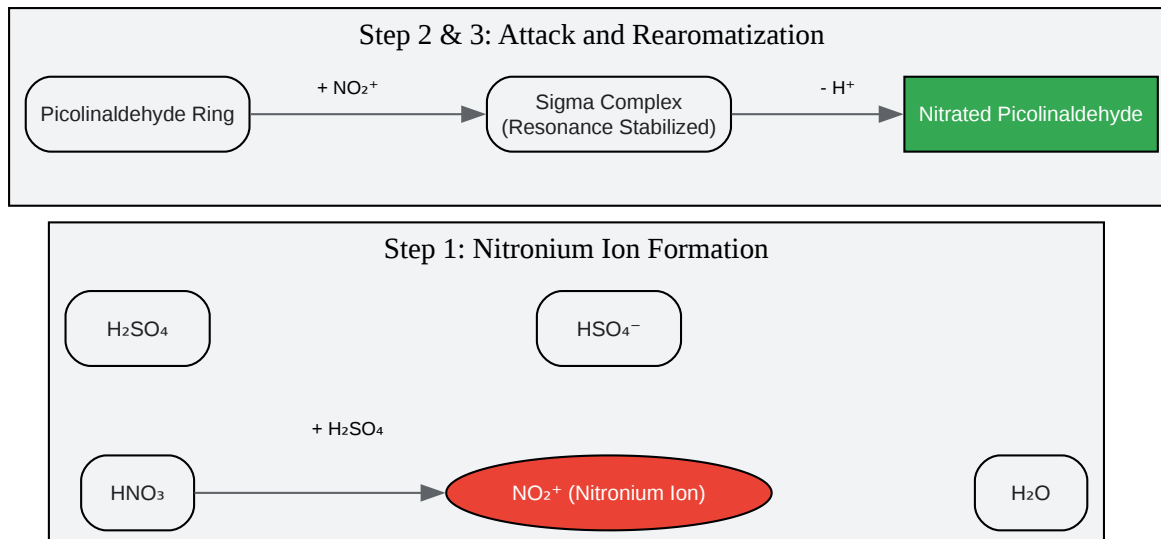 Step 2 & 3: Attack and Rearomatization
Picolinaldehyde Ring
+ NO₂⁺
Sigma Complex
(Resonance Stabilized)
- H⁺
Nitrated Picolinaldehyde
Step 1: Nitronium Ion Formation
H₂SO₄
HSO₄⁻
+ H₂SO₄
HNO₃
NO₂⁺ (Nitronium Ion)
H₂O